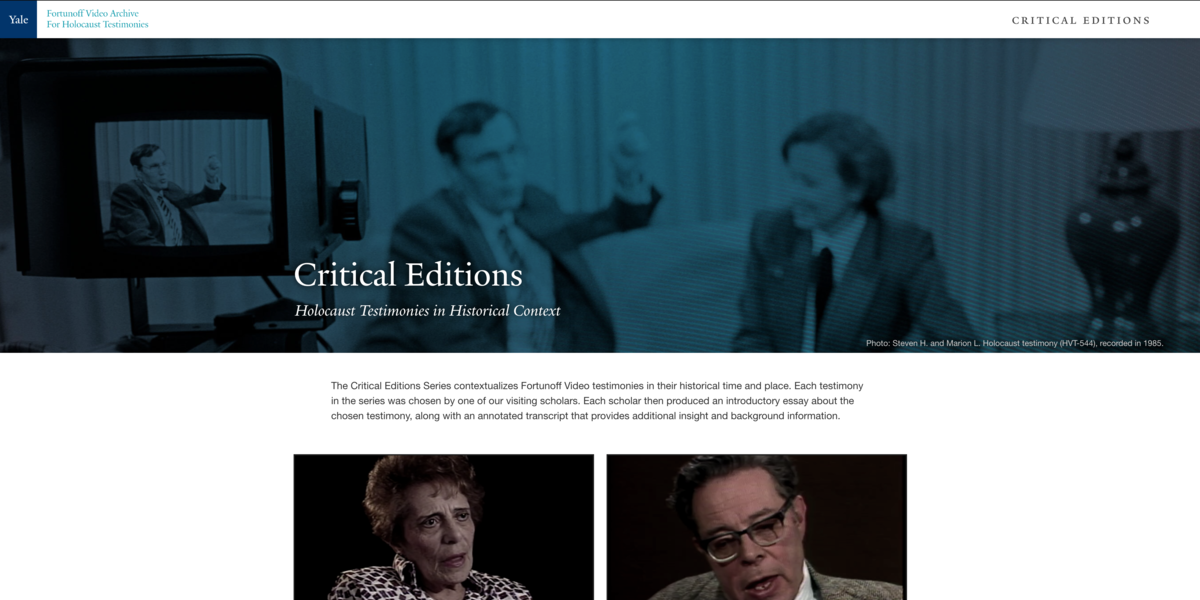 Yale
Fortunoff Video Archive
For Holocaust Testimonies
CRITICAL EDITIONS
Critical Editions
Holocaust Testimonies in Historical Context
Photo: Steven H. and Marion L. Holocaust testimony (HVT-544), recorded in 1985.
The Critical Editions Series contextualizes Fortunoff Video testimonies in their historical time and place. Each testimony
in the series was chosen by one of our visiting scholars. Each scholar then produced an introductory essay about the
chosen testimony, along with an annotated transcript that provides additional insight and background information.